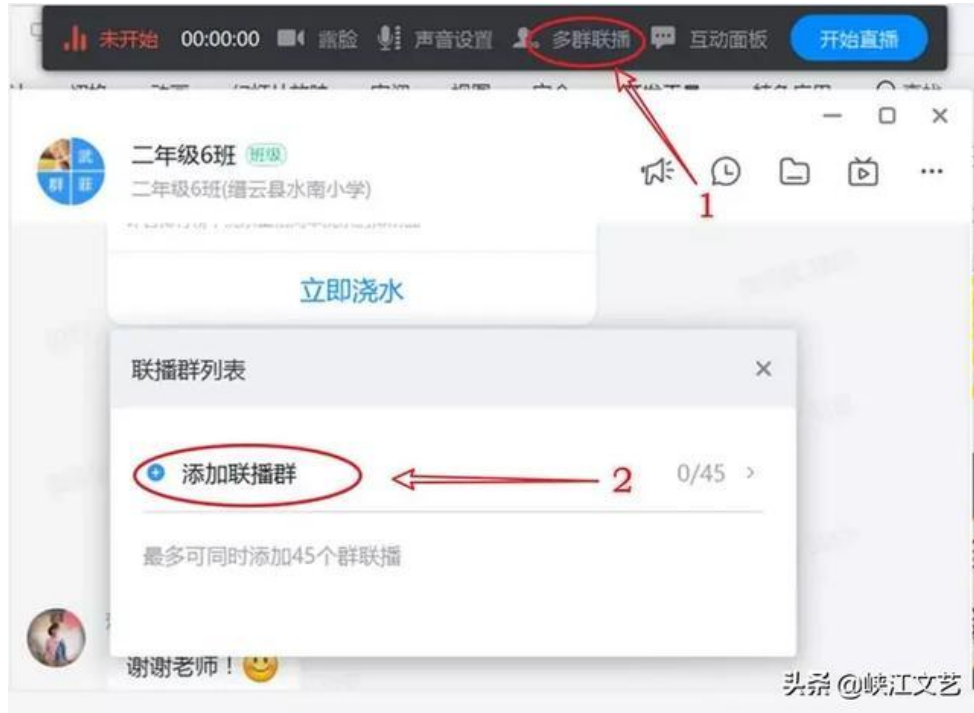 未开始 00:00:00 露脸 声音设置 多群联播 互动面板 开始直播
二年级6班 班级
二年级6班(缙云县水南小学)
武
群 菲
1
立即浇水
联播群列表
添加联播群 2 0/45
最多可同时添加45个群联播
谢谢老师！
头条 @峡江文艺